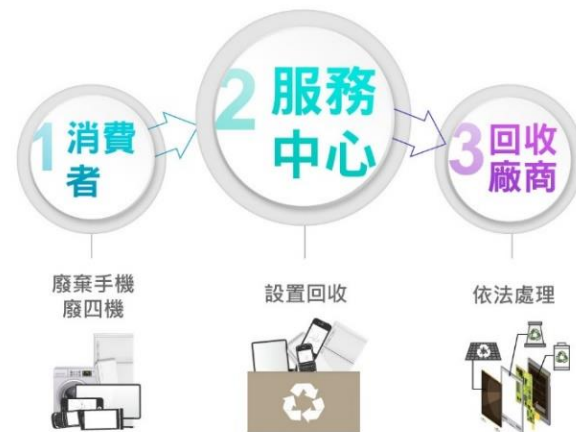 1 消費
者
2 服務
中心
3 回收
廠商
廢棄手機
廢四機
設置回收
依法處理